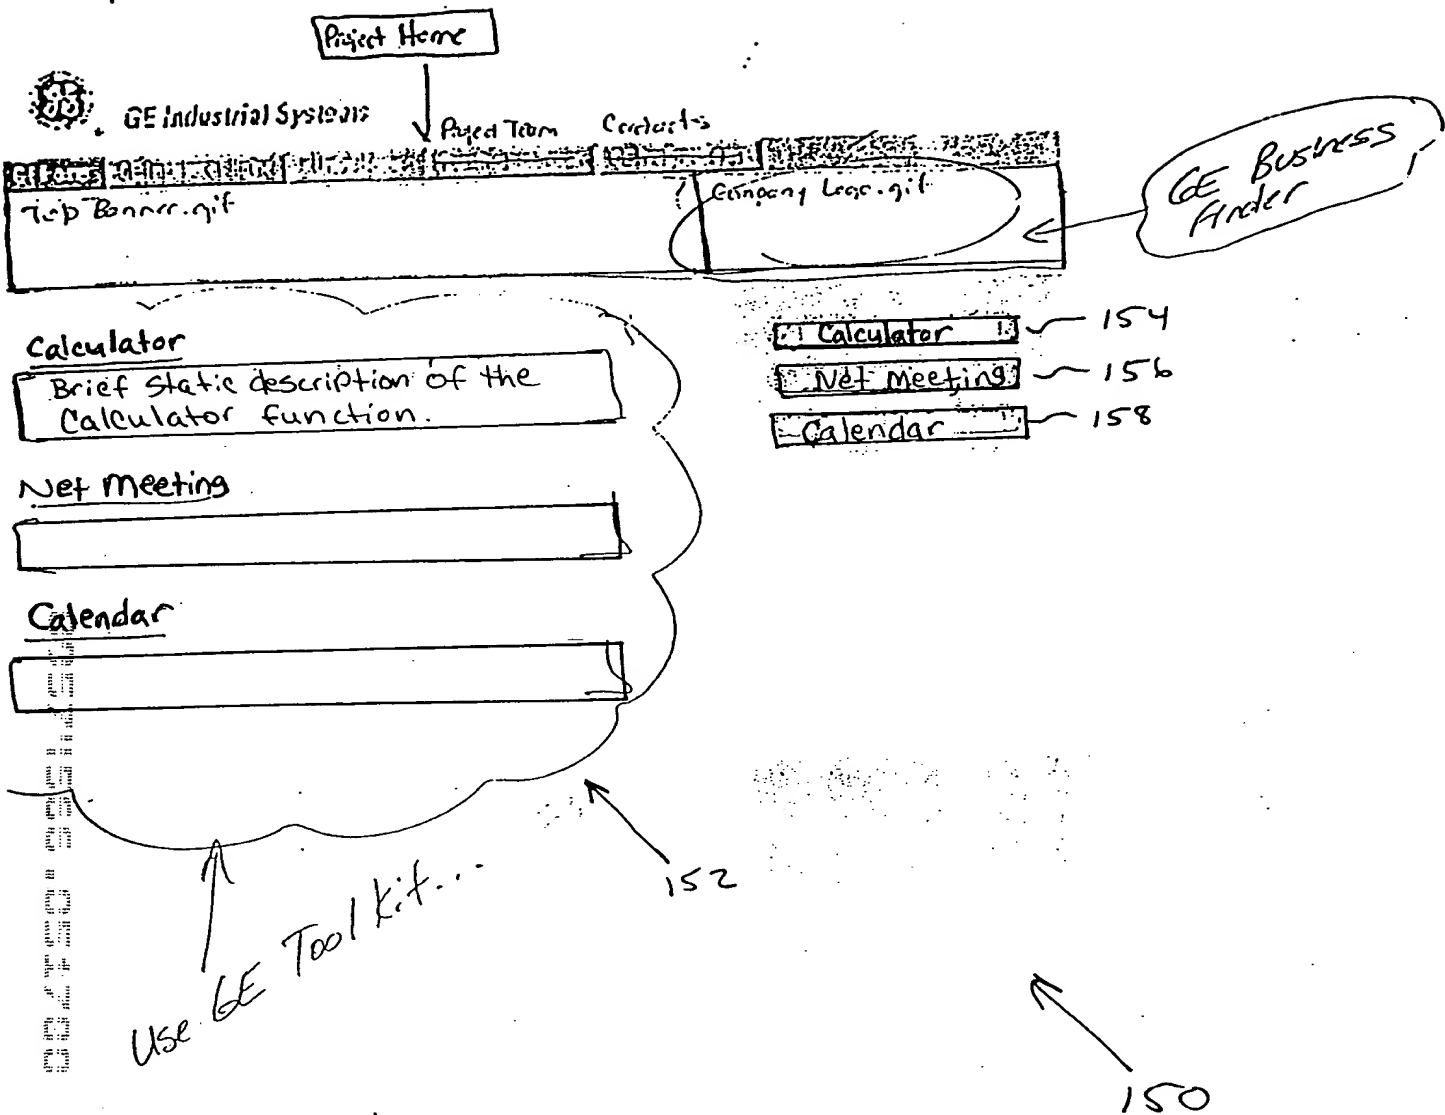 Project Home
GE Industrial Systems
Project Team
Contacts
Top Banner.gif
Company Logo.gif
GE Business
finder
Calculator
Brief static description of the
Calculator function.
Net Meeting
Calendar
Calculator
154
Net Meeting
156
Calendar
158
152
Use GE Tool Kit...
150